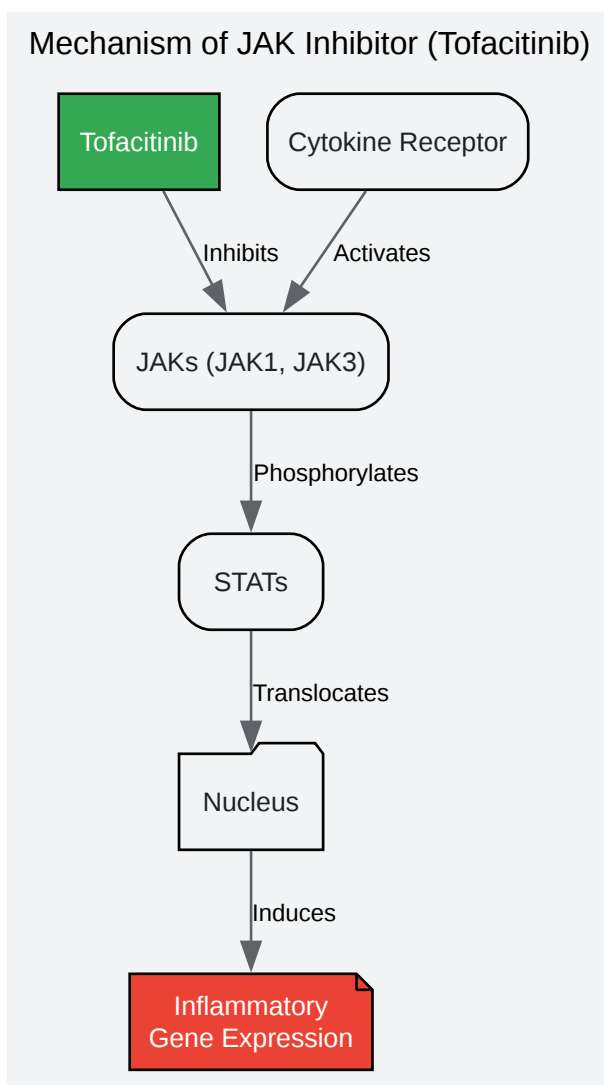 Mechanism of JAK Inhibitor (Tofacitinib)
Tofacitinib
Cytokine Receptor
Inhibits
Activates
JAKs (JAK1, JAK3)
Phosphorylates
STATs
Translocates
Nucleus
Induces
Inflammatory
Gene Expression